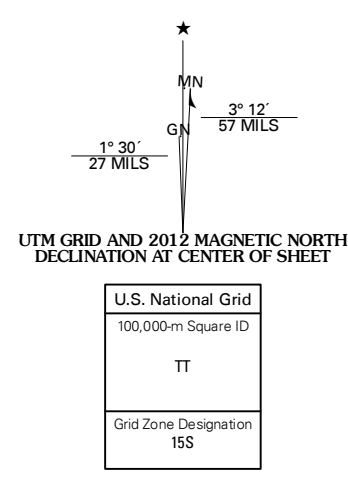 ★
MN
3° 12´
57 MILS
GN
1° 30´
27 MILS
UTM GRID AND 2012 MAGNETIC NORTH
DECLINATION AT CENTER OF SHEET
U.S. National Grid
100,000-m Square ID
TT
Grid Zone Designation
15S